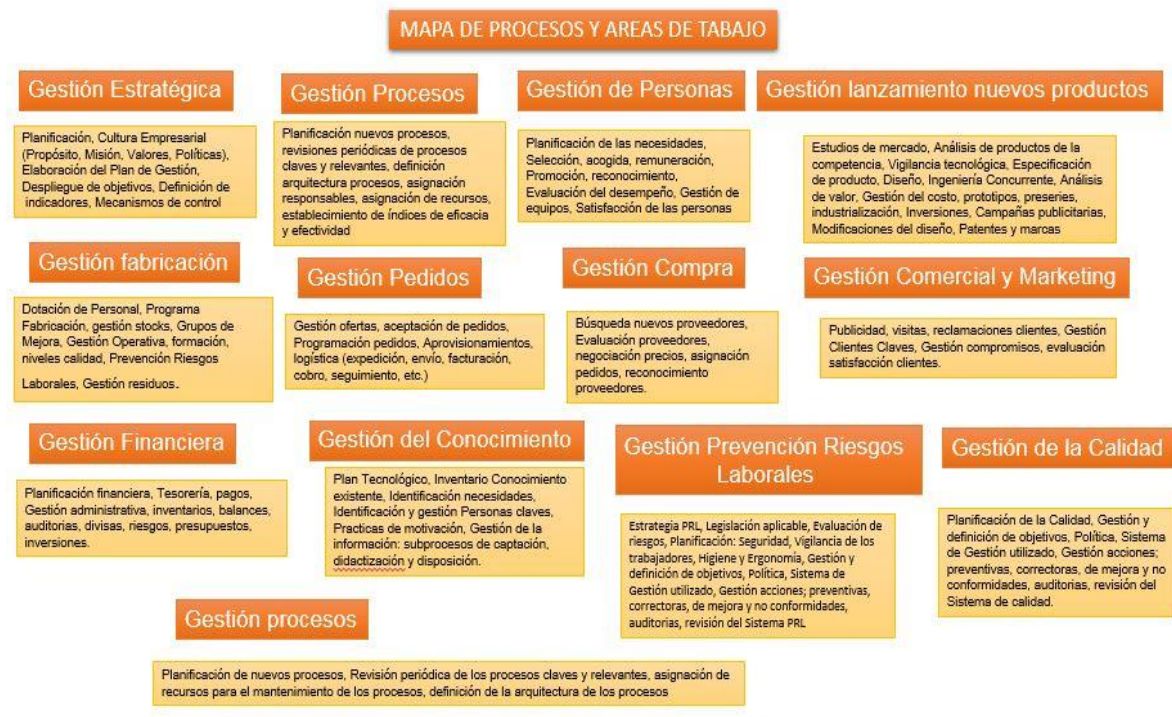 MAPA DE PROCESOS Y AREAS DE TABAJO
Gestión Estratégica
Planificación, Cultura Empresarial
(Propósito, Misión, Valores, Políticas),
Elaboración del Plan de Gestión,
Despliegue de objetivos, Definición de
indicadores, Mecanismos de control
Gestión Procesos
Planificación nuevos procesos,
revisiones periódicas de procesos
claves y relevantes, definición
arquitectura procesos, asignación
responsables, asignación de recursos,
establecimiento de índices de eficacia
y efectividad
Gestión de Personas
Planificación de las necesidades,
Selección, acogida, remuneración,
Promoción, reconocimiento,
Evaluación del desempeño, Gestión de
equipos, Satisfacción de las personas
Gestión lanzamiento nuevos productos
Estudios de mercado, Análisis de productos de la
competencia, Vigilancia tecnológica, Especificación
de producto, Diseño, Ingeniería Concurrente, Análisis
de valor, Gestión del costo, prototipos, preseries,
industrialización, Inversiones, Campañas publicitarias,
Modificaciones del diseño, Patentes y marcas
Gestión fabricación
Dotación de Personal, Programa
Fabricación, gestión stocks, Grupos de
Mejora, Gestión Operativa, formación,
niveles calidad, Prevención Riesgos
Laborales, Gestión residuos.
Gestión Pedidos
Gestión ofertas, aceptación de pedidos,
Programación pedidos, Aprovisionamientos,
logística (expedición, envío, facturación,
cobro, seguimiento, etc.)
Gestión Compra
Búsqueda nuevos proveedores,
Evaluación proveedores,
negociación precios, asignación
pedidos, reconocimiento
proveedores.
Gestión Comercial y Marketing
Publicidad, visitas, reclamaciones clientes, Gestión
Clientes Claves, Gestión compromisos, evaluación
satisfacción clientes.
Gestión Financiera
Planificación financiera, Tesorería, pagos,
Gestión administrativa, inventarios, balances,
auditorias, divisas, riesgos, presupuestos,
inversiones.
Gestión del Conocimiento
Plan Tecnológico, Inventario Conocimiento
existente, Identificación necesidades,
Identificación y gestión Personas claves,
Practicas de motivación, Gestión de la
información: subprocesos de captación,
didactización y disposición.
Gestión Prevención Riesgos
Laborales
Estrategia PRL, Legislación aplicable, Evaluación de
riesgos, Planificación: Seguridad, Vigilancia de los
trabajadores, Higiene y Ergonomía, Gestión y
definición de objetivos, Política, Sistema de
Gestión utilizado, Gestión acciones; preventivas,
correctoras, de mejora y no conformidades,
auditorias, revisión del Sistema PRL
Gestión de la Calidad
Planificación de la Calidad, Gestión y
definición de objetivos, Política, Sistema
de Gestión utilizado, Gestión acciones;
preventivas, correctoras, de mejora y no
conformidades, auditorias, revisión del
Sistema de calidad.
Gestión procesos
Planificación de nuevos procesos, Revisión periódica de los procesos claves y relevantes, asignación de
recursos para el mantenimiento de los procesos, definición de la arquitectura de los procesos